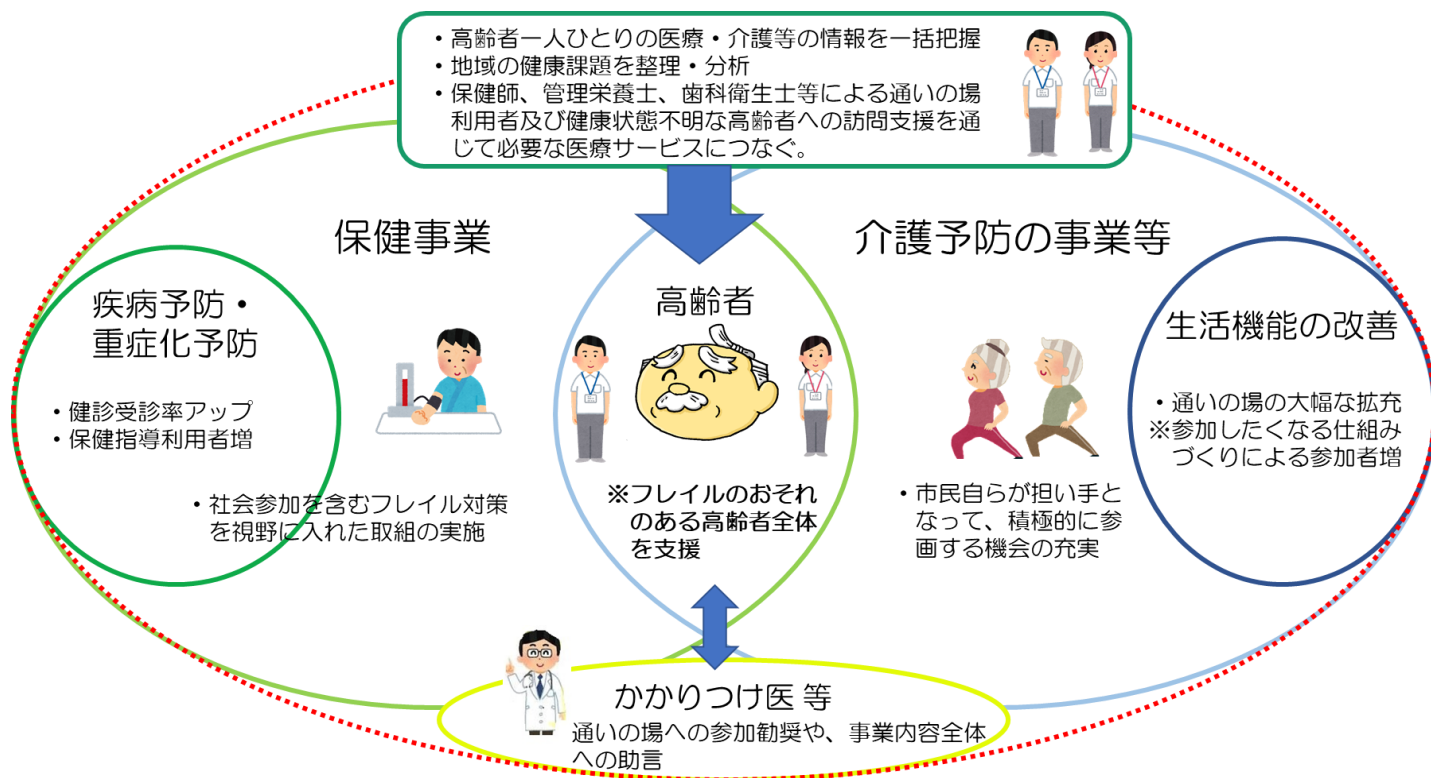 ・高齢者一人ひとりの医療・介護等の情報を一括把握
・地域の健康課題を整理・分析
・保健師、管理栄養士、歯科衛生士等による通いの場
利用者及び健康状態不明な高齢者への訪問支援を通
じて必要な医療サービスにつなぐ。
保健事業
介護予防の事業等
疾病予防・
重症化予防
・健診受診率アップ
・保健指導利用者増
・社会参加を含むフレイル対策
を視野に入れた取組の実施
高齢者
※フレイルのおそれ
のある高齢者全体
を支援
生活機能の改善
・通いの場の大幅な拡充
※参加したくなる仕組み
づくりによる参加者増
・市民自らが担い手と
なって、積極的に参
画する機会の充実
かかりつけ医 等
通いの場への参加勧奨や、事業内容全体
への助言